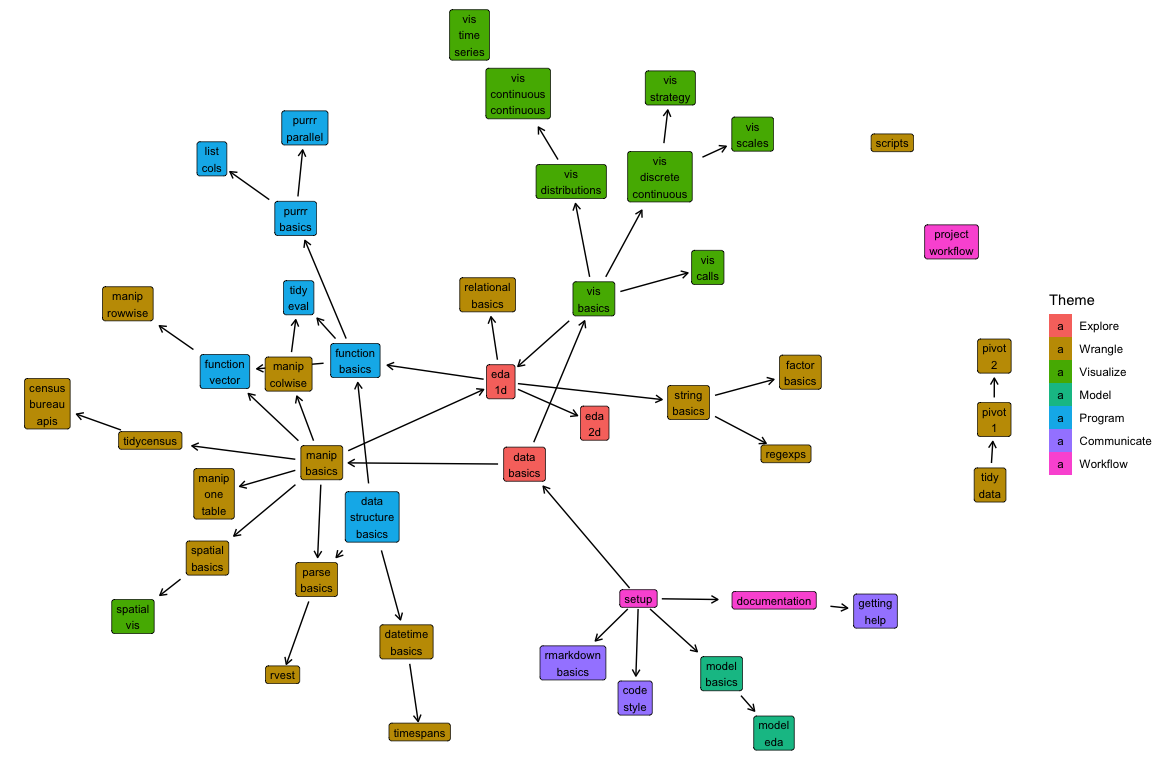 vis
time
series
vis
continuous
continuous
vis
strategy
purrr
parallel
vis
scales
scripts
list
cols
vis
distributions
vis
discrete
continuous
purrr
basics
project
workflow
vis
calls
tidy
eval
relational
basics
vis
basics
manip
rowwise
Theme
a Explore
a Wrangle
a Visualize
a Model
a Program
a Communicate
a Workflow
function
basics
function
vector
manip
colwise
eda
1d
factor
basics
pivot
2
census
bureau
apis
string
basics
eda
2d
pivot
1
tidycensus
regexps
manip
basics
data
basics
tidy
data
manip
one
table
data
structure
basics
spatial
basics
parse
basics
setup
documentation
getting
help
spatial
vis
datetime
basics
rmarkdown
basics
rvest
model
basics
code
style
timespans
model
eda